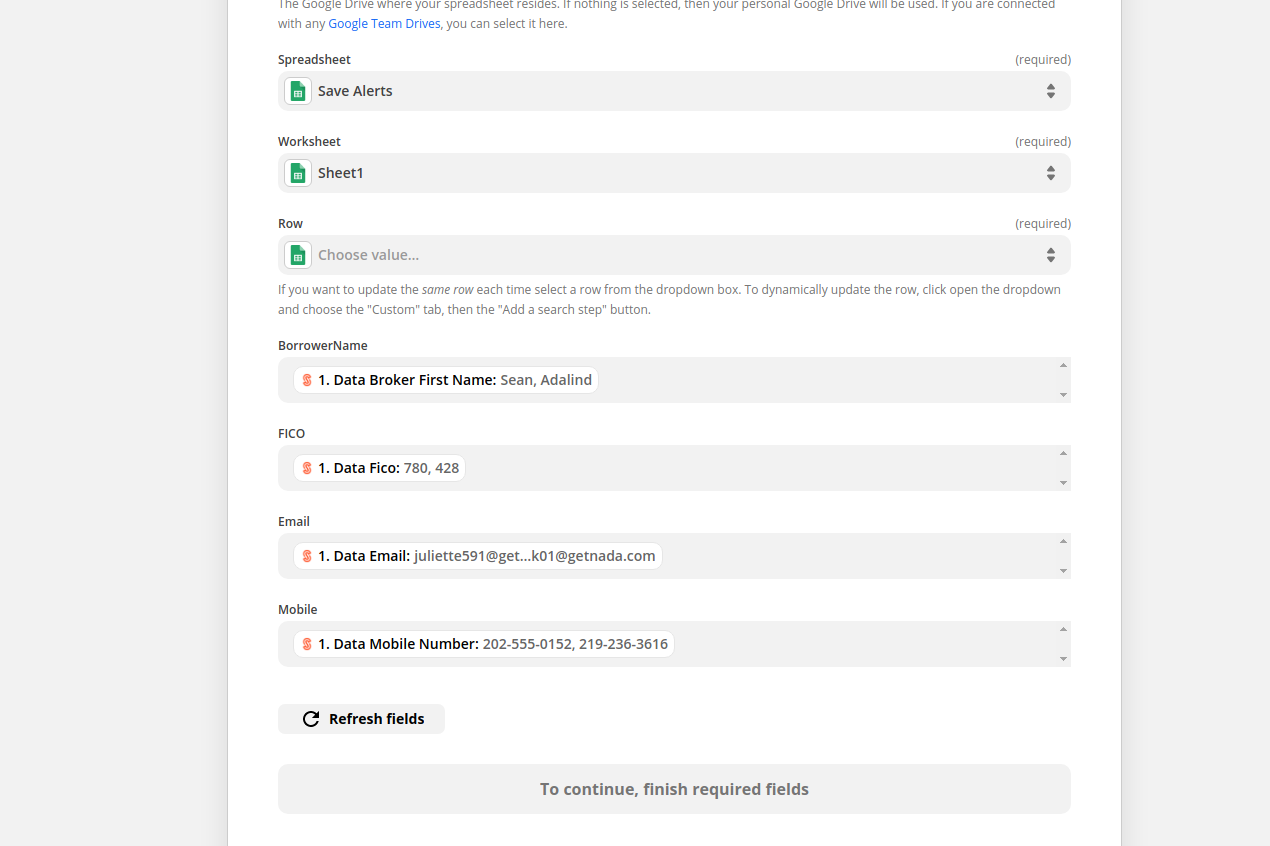 The Google Drive where your spreadsheet resides. If nothing is selected, then your personal Google Drive will be used. If you are connected
with any Google Team Drives, you can select it here.
Spreadsheet (required)
Save Alerts
Worksheet (required)
Sheet1
Row (required)
Choose value...
If you want to update the same row each time select a row from the dropdown box. To dynamically update the row, click open the dropdown
and choose the "Custom" tab, then the "Add a search step" button.
BorrowerName
1. Data Broker First Name: Sean, Adalind
FICO
1. Data Fico: 780, 428
Email
1. Data Email: juliette591@get...k01@getnada.com
Mobile
1. Data Mobile Number: 202-555-0152, 219-236-3616
Refresh fields
To continue, finish required fields